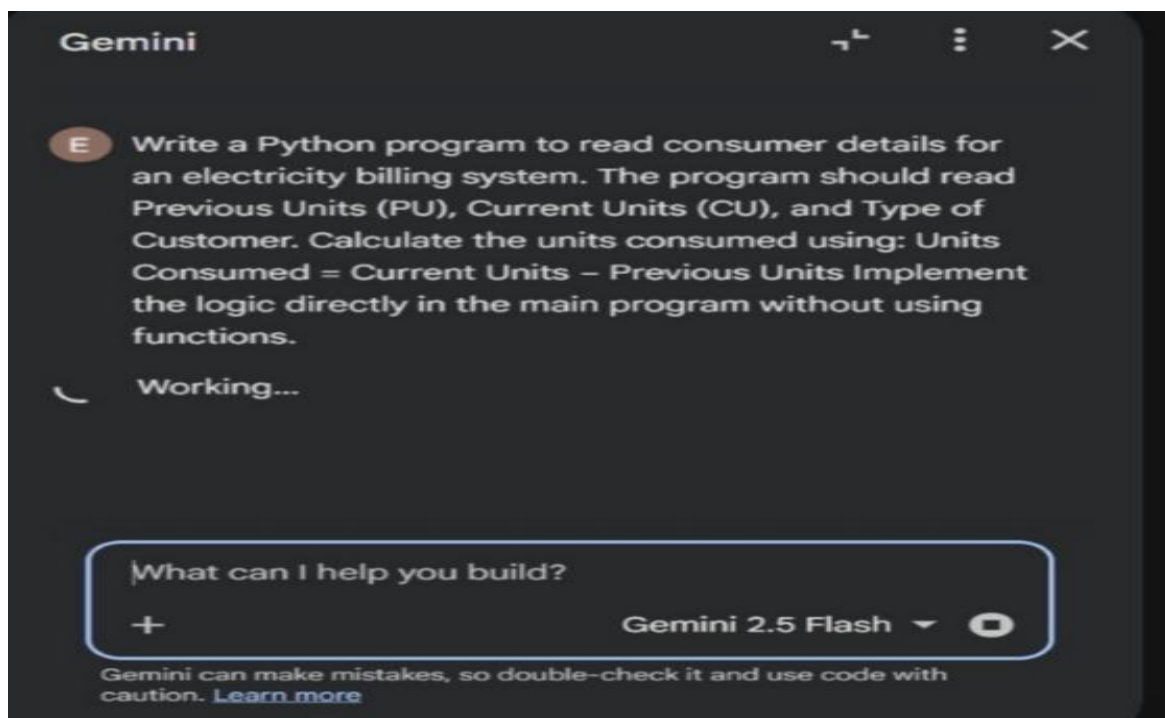 Gemini
E
Write a Python program to read consumer details for
an electricity billing system. The program should read
Previous Units (PU), Current Units (CU), and Type of
Customer. Calculate the units consumed using: Units
Consumed = Current Units – Previous Units Implement
the logic directly in the main program without using
functions.
Working...
What can I help you build?
Gemini 2.5 Flash
Gemini can make mistakes, so double-check it and use code with
caution. Learn more